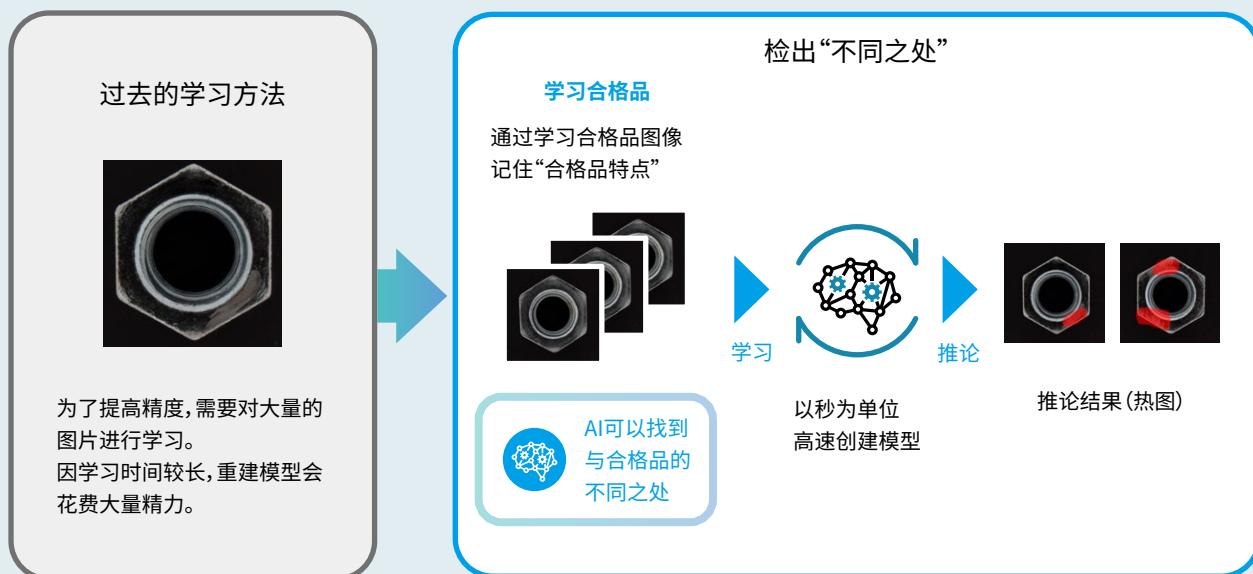 过去的学习方法
为了提高精度，需要对大量的
图片进行学习。
因学习时间较长，重建模型会
花费大量精力。
检出“不同之处”
学习合格品
通过学习合格品图像
记住“合格品特点”
学习
推论
AI可以找到
与合格品的
不同之处
以秒为单位
高速创建模型
推论结果（热图）